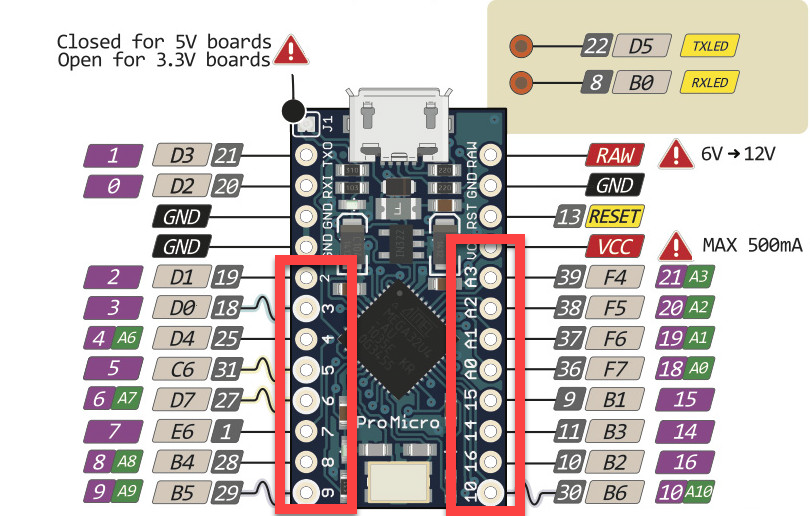 Closed for 5V boards
Open for 3.3V boards
22 D5 TXLED
8 B0 RXLED
J1
1 D3 21 TXO RAW RAW 6V → 12V
0 D2 20 RXI GND GND
GND GND RST 13 RESET
GND GND VCC MAX 500mA
2 D1 19 2 A3 39 F4 21 A3
3 D0 18 3 A2 38 F5 20 A2
4 A6 D4 25 4 A1 37 F6 19 A1
5 C6 31 5 A0 36 F7 18 A0
6 A7 D7 27 6 15 9 B1 15
ProMicro
7 E6 1 7 14 11 B3 14
8 A8 B4 28 8 16 10 B2 16
9 A9 B5 29 9 10 30 B6 10 A10